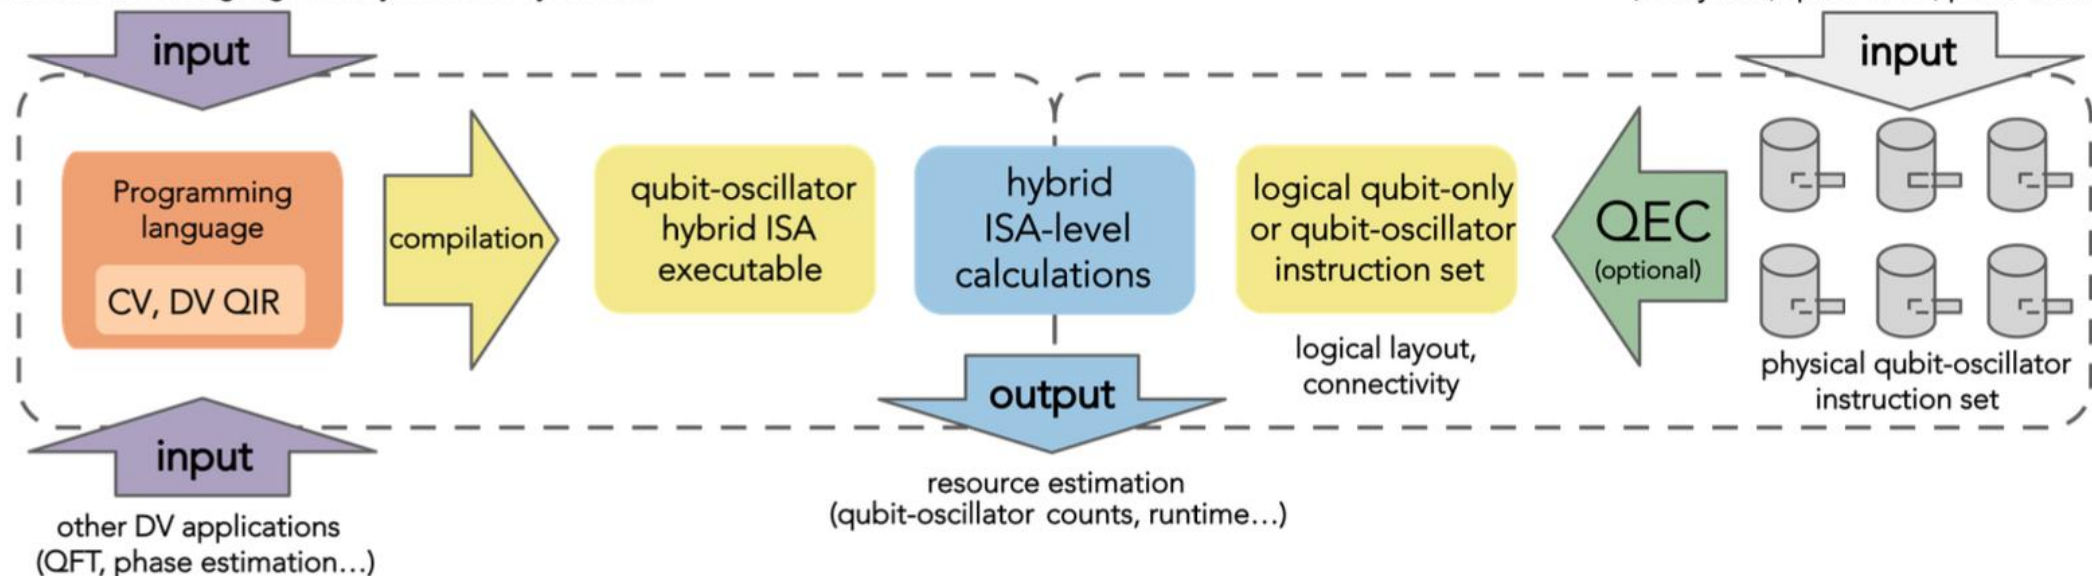 input
input
Programming
language
CV, DV QIR
compilation
qubit-oscillator
hybrid ISA
executable
hybrid
ISA-level
calculations
logical qubit-only
or qubit-oscillator
instruction set
logical layout,
connectivity
QEC
(optional)
physical qubit-oscillator
instruction set
output
resource estimation
(qubit-oscillator counts, runtime...)
input
other DV applications
(QFT, phase estimation...)